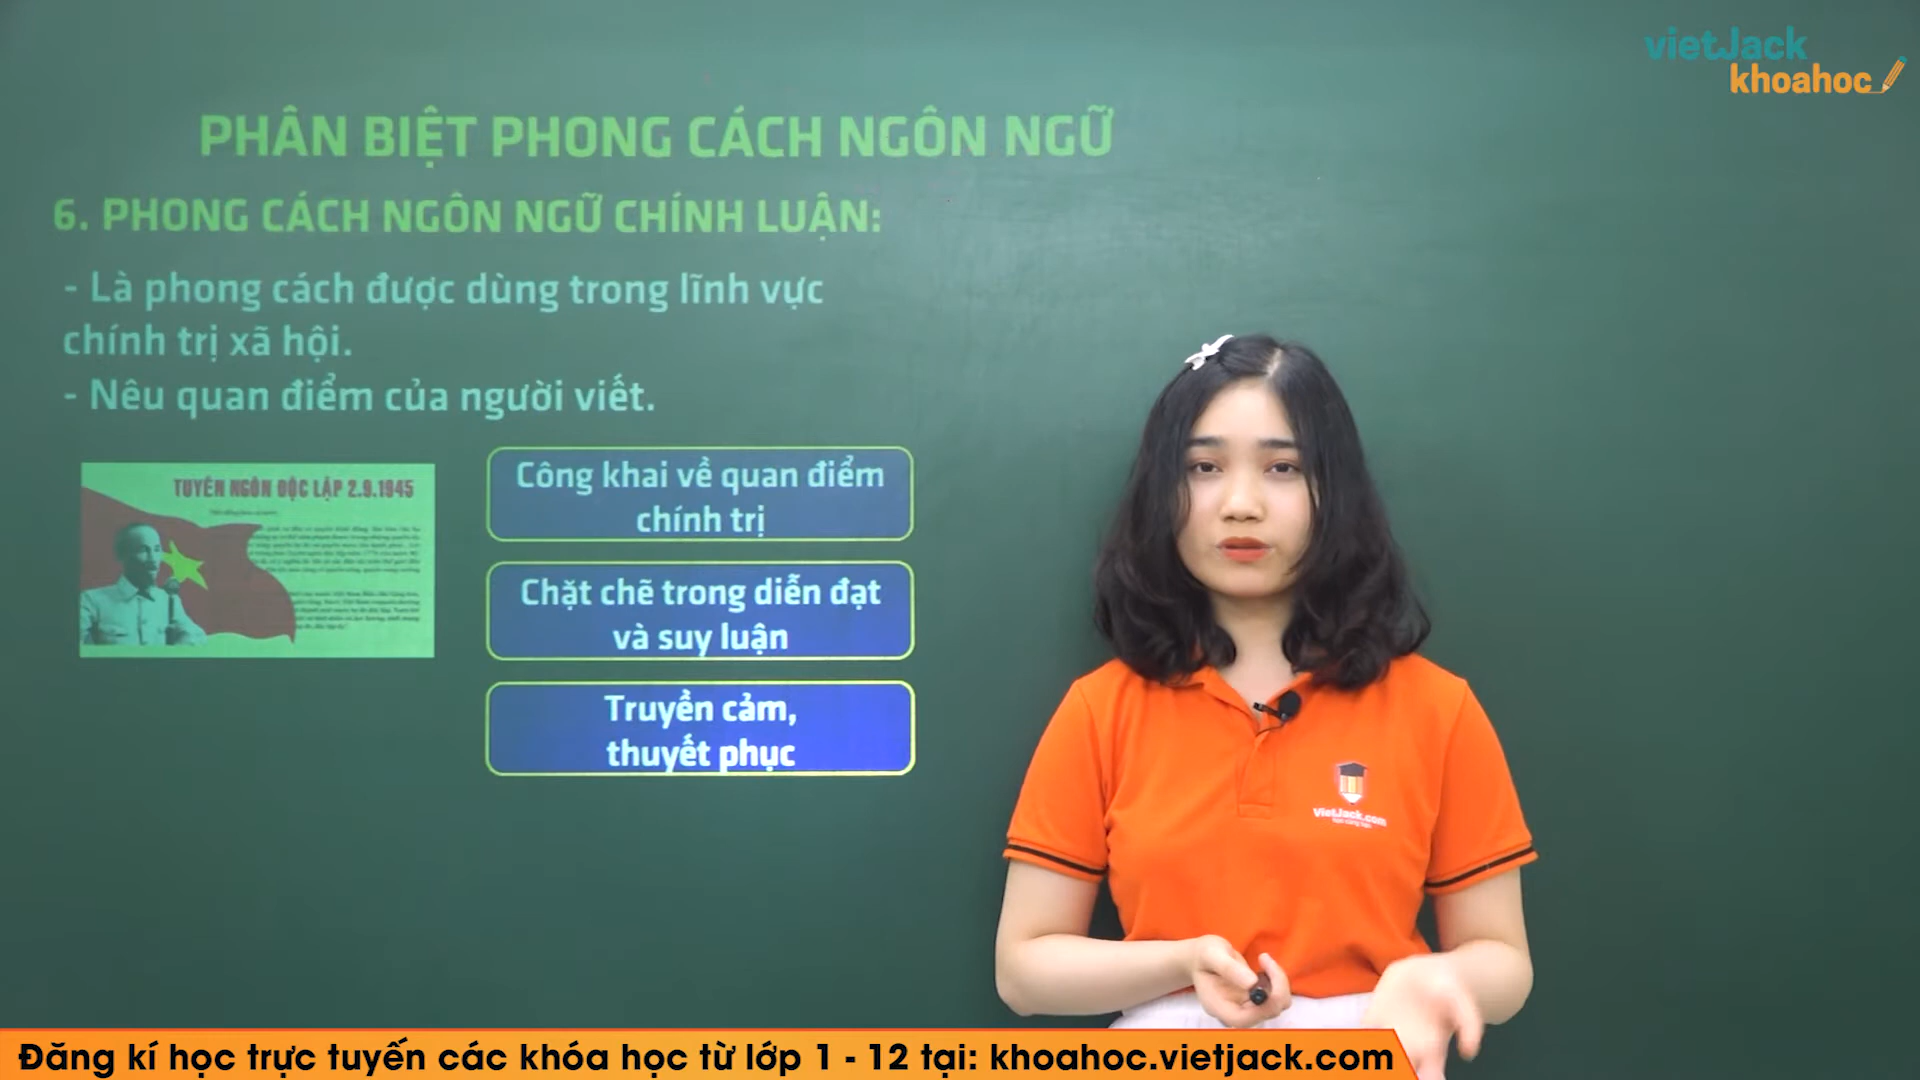 vietJack
khoahoc
PHÂN BIỆT PHONG CÁCH NGÔN NGỮ
6. PHONG CÁCH NGÔN NGỮ CHÍNH LUẬN:
- Là phong cách được dùng trong lĩnh vực
chính trị xã hội.
- Nêu quan điểm của người viết.
TUYÊN NGÔN ĐỘC LẬP 2.9.1945
Công khai về quan điểm
chính trị
Chặt chẽ trong diễn đạt
và suy luận
Truyền cảm,
thuyết phục
VietJack.com
Đăng kí học trực tuyến các khóa học từ lớp 1 - 12 tại: khoahoc.vietjack.com